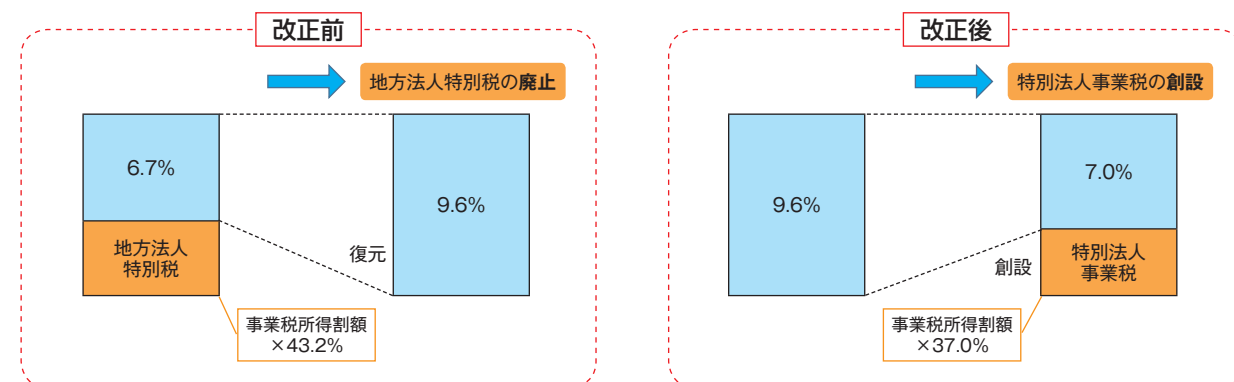 改正前
地方法人特別税の廃止
6.7%
地方法人
特別税
9.6%
復元
事業税所得割額
×43.2%
改正後
特別法人事業税の創設
9.6%
7.0%
特別法人
事業税
創設
事業税所得割額
×37.0%